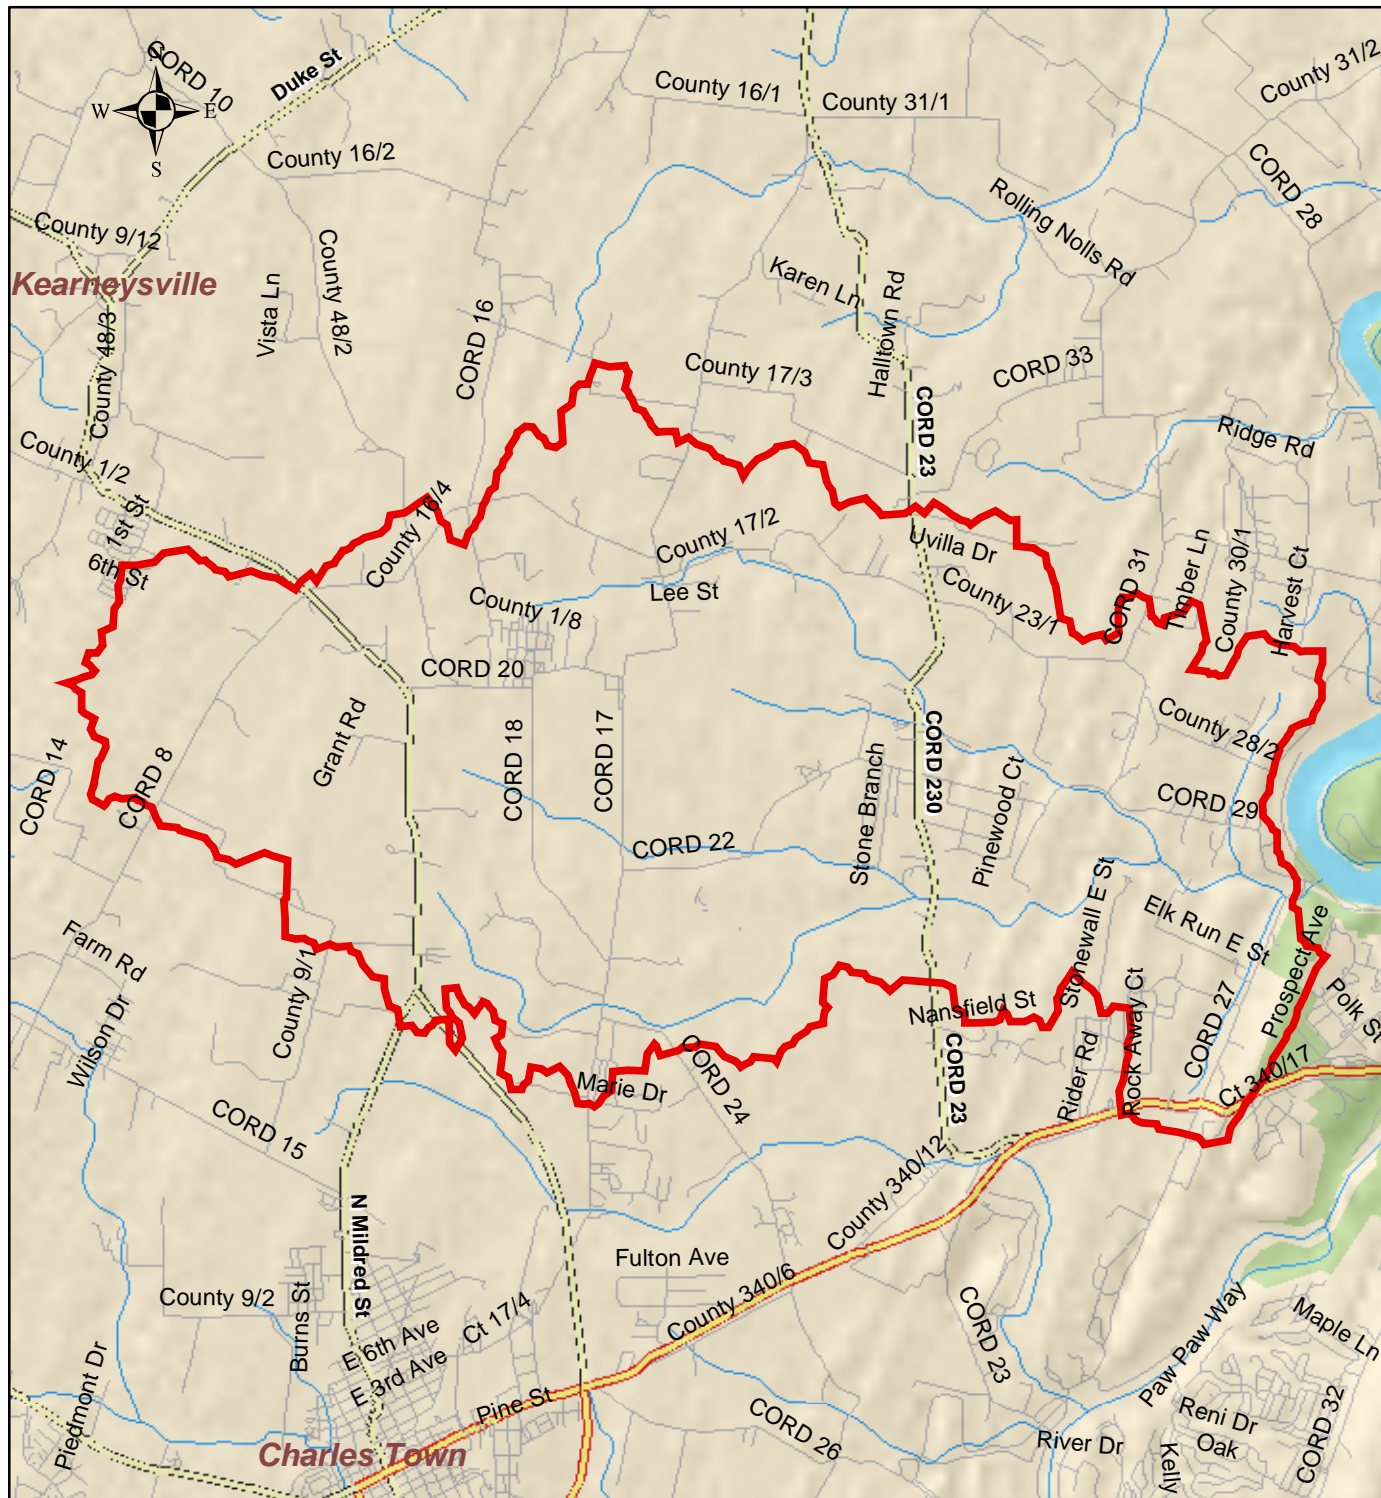 CORD 10
N
W
E
S
Duke St
County 16/1
County 31/1
County 31/2
County 16/2
CORD 28
Rolling Nolls Rd
County 9/12
Kearneysville
Vista Ln
County 48/2
Karen Ln
Halltown Rd
County 48/3
CORD 16
County 17/3
CORD 33
CORD 23
Ridge Rd
County 1/2
1st St
6th St
County 16/4
County 17/2
Uvilla Dr
County 23/1
CORD 31
Timber Ln
County 30/1
Harvest Ct
County 1/8
Lee St
CORD 20
Grant Rd
CORD 18
CORD 17
CORD 14
CORD 8
CORD 230
County 28/2
Stone Branch
Pinewood Ct
CORD 29
CORD 22
Stonewall E St
Elk Run E St
Prospect Ave
Farm Rd
County 9/1
Wilson Dr
Nansfield St
CORD 27
Polk St
Rock Away Ct
Rider Rd
Ct 340/17
Marie Dr
CORD 24
CORD 23
CORD 15
County 340/12
N Mildred St
Fulton Ave
County 9/2
Burns St
E 6th Ave
E 3rd Ave
Ct 17/4
County 340/6
CORD 23
Paw Paw Way
Maple Ln
Piedmont Dr
Pine St
CORD 26
Reni Dr
Oak
CORD 32
River Dr
Kelly
Charles Town